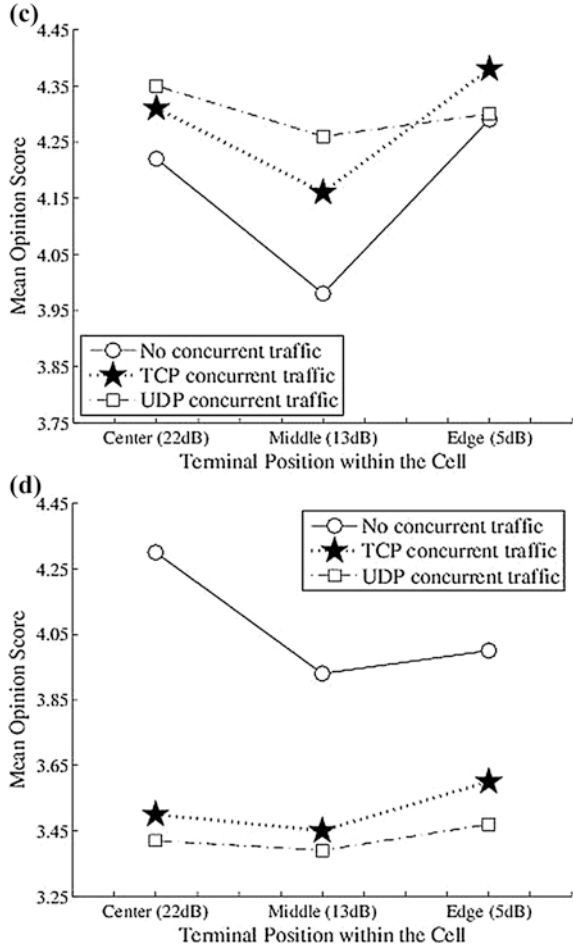 (c)
4.45
4.35
4.25
4.15
4.05
3.95
3.85
3.75
Mean Opinion Score
No concurrent traffic
TCP concurrent traffic
UDP concurrent traffic
Center (22dB) Middle (13dB) Edge (5dB)
Terminal Position within the Cell
(d)
4.45
4.25
4.05
3.85
3.65
3.45
3.25
Mean Opinion Score
No concurrent traffic
TCP concurrent traffic
UDP concurrent traffic
Center (22dB) Middle (13dB) Edge (5dB)
Terminal Position within the Cell